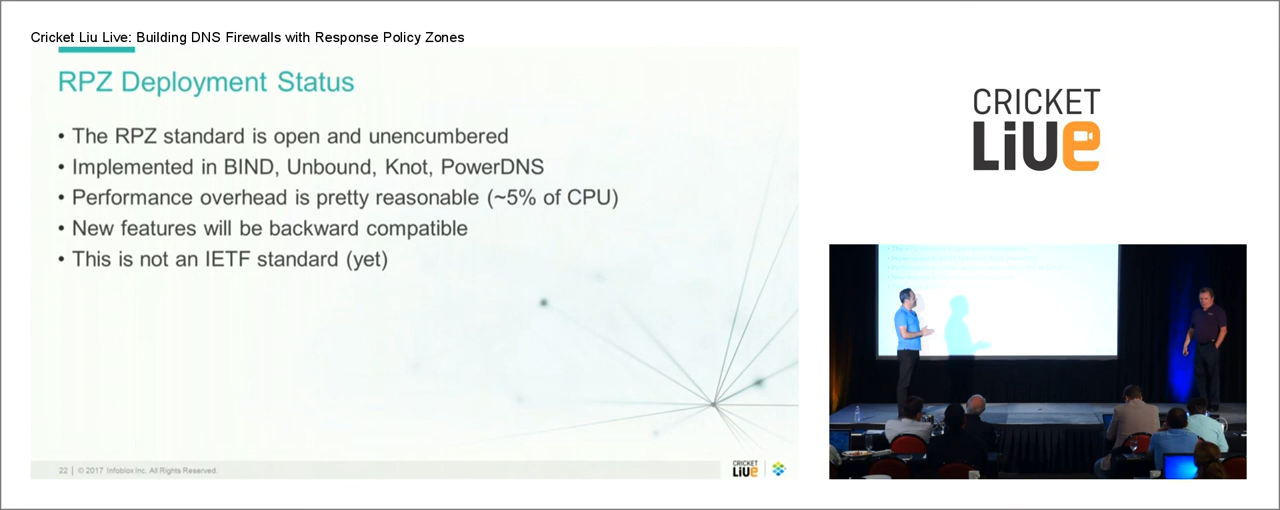 Cricket Liu Live: Building DNS Firewalls with Response Policy Zones
RPZ Deployment Status
• The RPZ standard is open and unencumbered
• Implemented in BIND, Unbound, Knot, PowerDNS
• Performance overhead is pretty reasonable (~5% of CPU)
• New features will be backward compatible
• This is not an IETF standard (yet)
22 | © 2017 Infoblox Inc. All Rights Reserved.
CRICKET
LiUe
CRICKET
LiUe